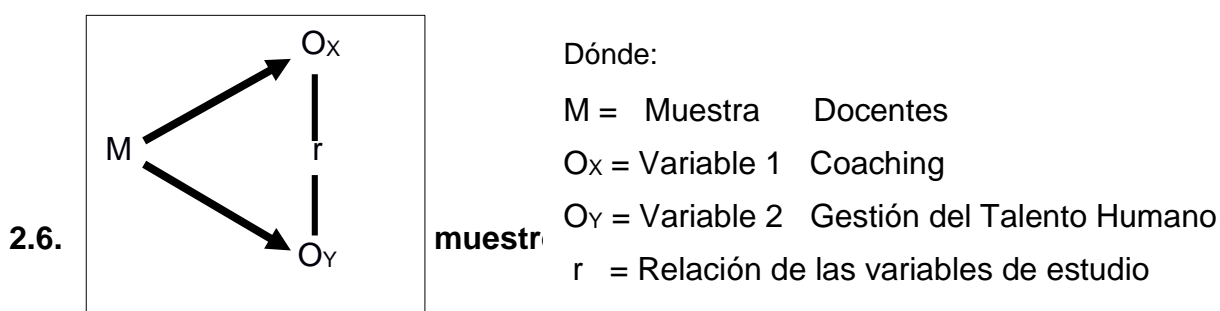 OX
M
r
OY
Dónde:
M = Muestra Docentes
OX = Variable 1 Coaching
OY = Variable 2 Gestión del Talento Humano
r = Relación de las variables de estudio
2.6.